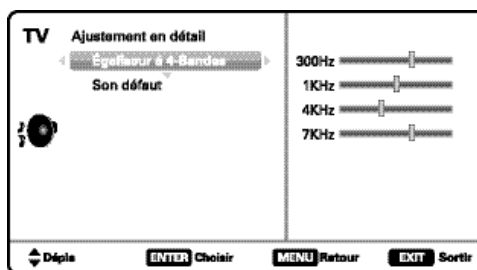 TV Ajustement en détail
Égaliseur à 4-Bandes
Son défaut
300Hz
1KHz
4KHz
7KHz
Dépla ENTER Choisir MENU Retour EXIT Sortir